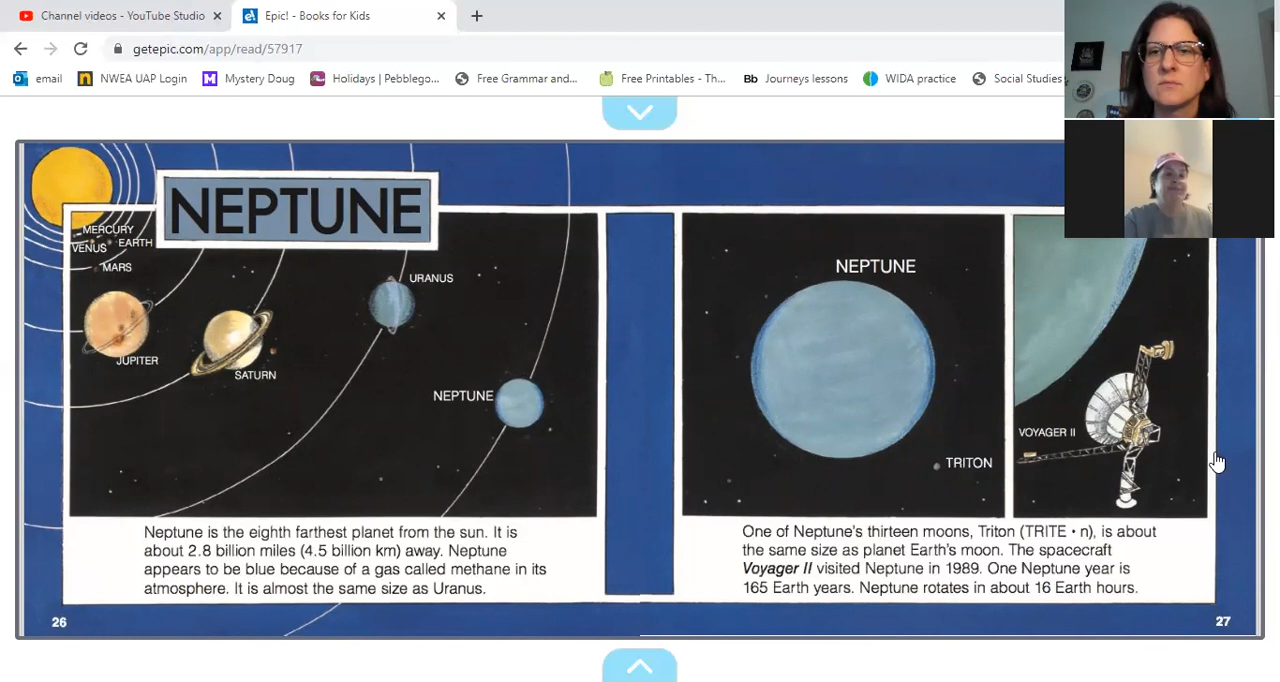 Channel videos - YouTube Studio
Epic! - Books for Kids
getepic.com/app/read/57917
email
NWEA UAP Login
Mystery Doug
Holidays | Pebblego...
Free Grammar and...
Free Printables - Th...
Bb Journeys lessons
WIDA practice
Social Studies
NEPTUNE
MERCURY
VENUS
EARTH
MARS
JUPITER
SATURN
URANUS
NEPTUNE
Neptune is the eighth farthest planet from the sun. It is
about 2.8 billion miles (4.5 billion km) away. Neptune
appears to be blue because of a gas called methane in its
atmosphere. It is almost the same size as Uranus.
26
NEPTUNE
TRITON
VOYAGER II
One of Neptune's thirteen moons, Triton (TRITE • n), is about
the same size as planet Earth's moon. The spacecraft
Voyager II visited Neptune in 1989. One Neptune year is
165 Earth years. Neptune rotates in about 16 Earth hours.
27